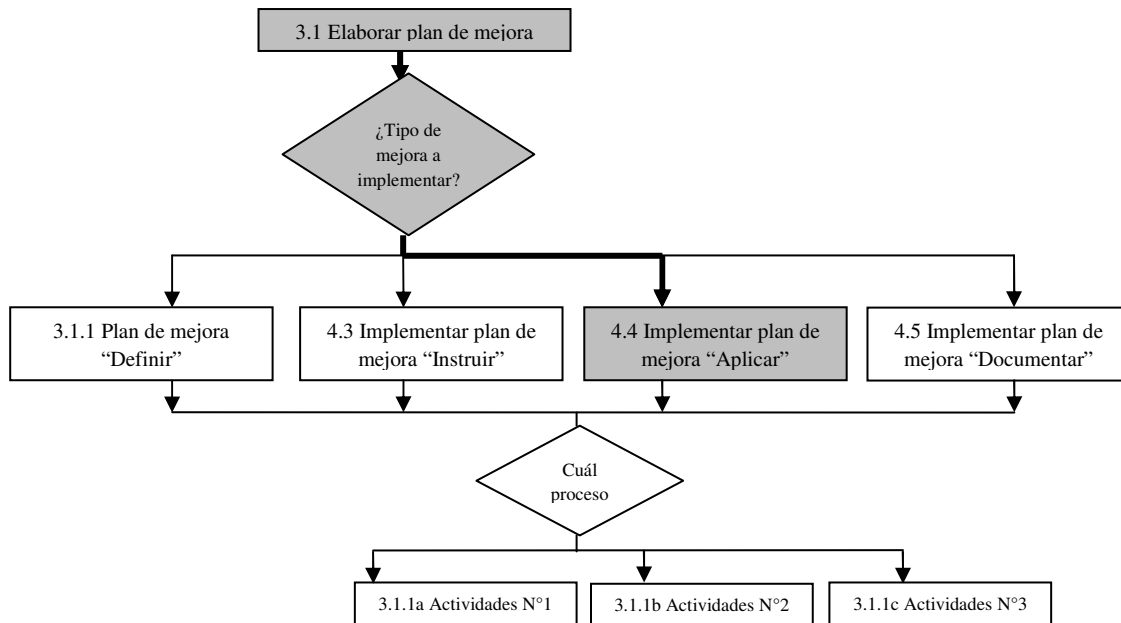 3.1 Elaborar plan de mejora
¿Tipo de
mejora a
implementar?
3.1.1 Plan de mejora
“Definir”
4.3 Implementar plan de
mejora “Instruir”
4.4 Implementar plan de
mejora “Aplicar”
4.5 Implementar plan de
mejora “Documentar”
Cuál
proceso
3.1.1a Actividades N°1
3.1.1b Actividades N°2
3.1.1c Actividades N°3